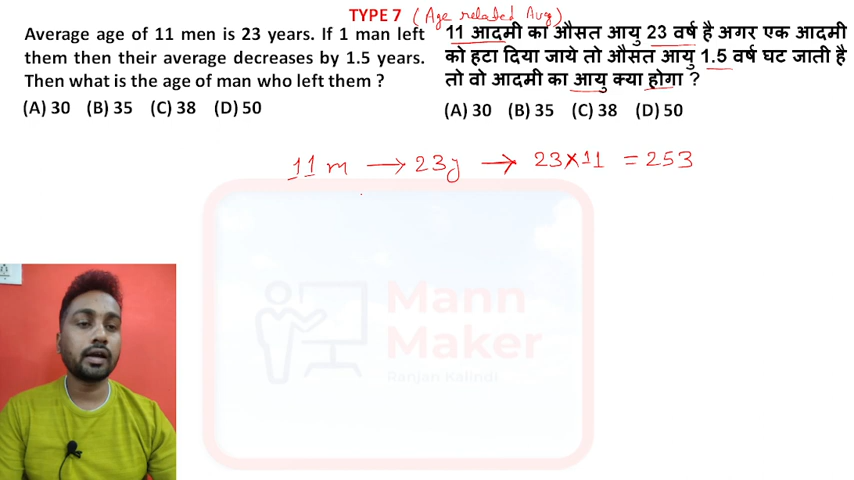 TYPE 7 (Age related Avg)
Average age of 11 men is 23 years. If 1 man left
them then their average decreases by 1.5 years.
Then what is the age of man who left them ?
(A) 30 (B) 35 (C) 38 (D) 50
11 आदमी का औसत आयु 23 वर्ष है अगर एक आदमी
को हटा दिया जाये तो औसत आयु 1.5 वर्ष घट जाती है
तो वो आदमी का आयु क्या होगा ?
(A) 30 (B) 35 (C) 38 (D) 50
11 m → 23y → 23×11 = 253
Mann
Maker
Ranjan Kalindi